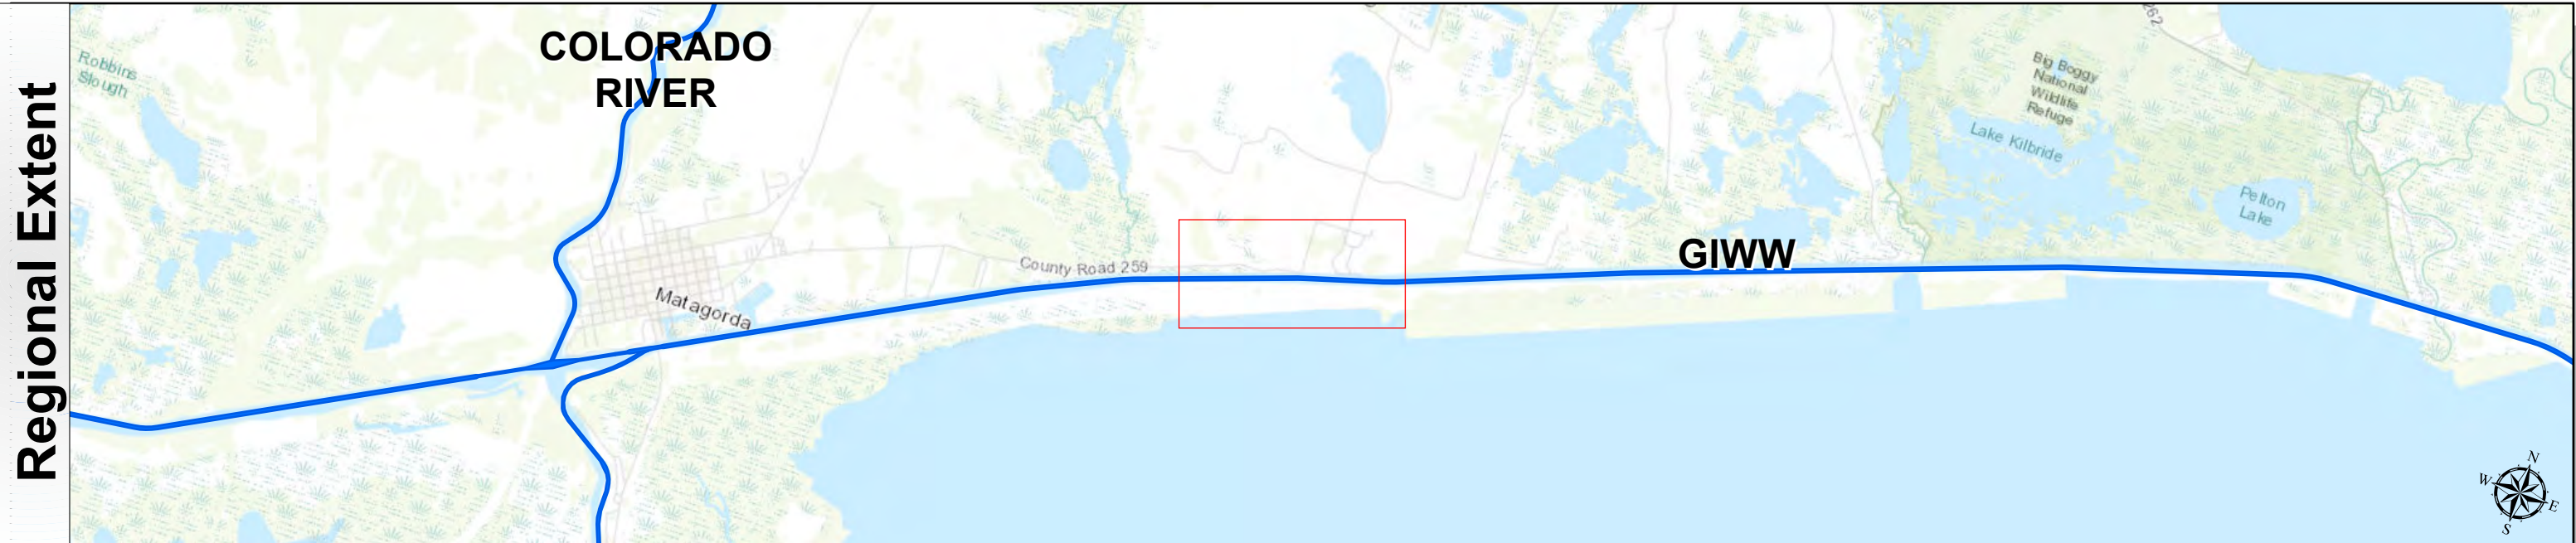 Regional Extent
Robbins
Slough
COLORADO
RIVER
262
Big Boggy
National
Wildlife
Refuge
Lake Kilbride
Pelton
Lake
County Road 259
GIWW
Matagorda
N
W
E
S